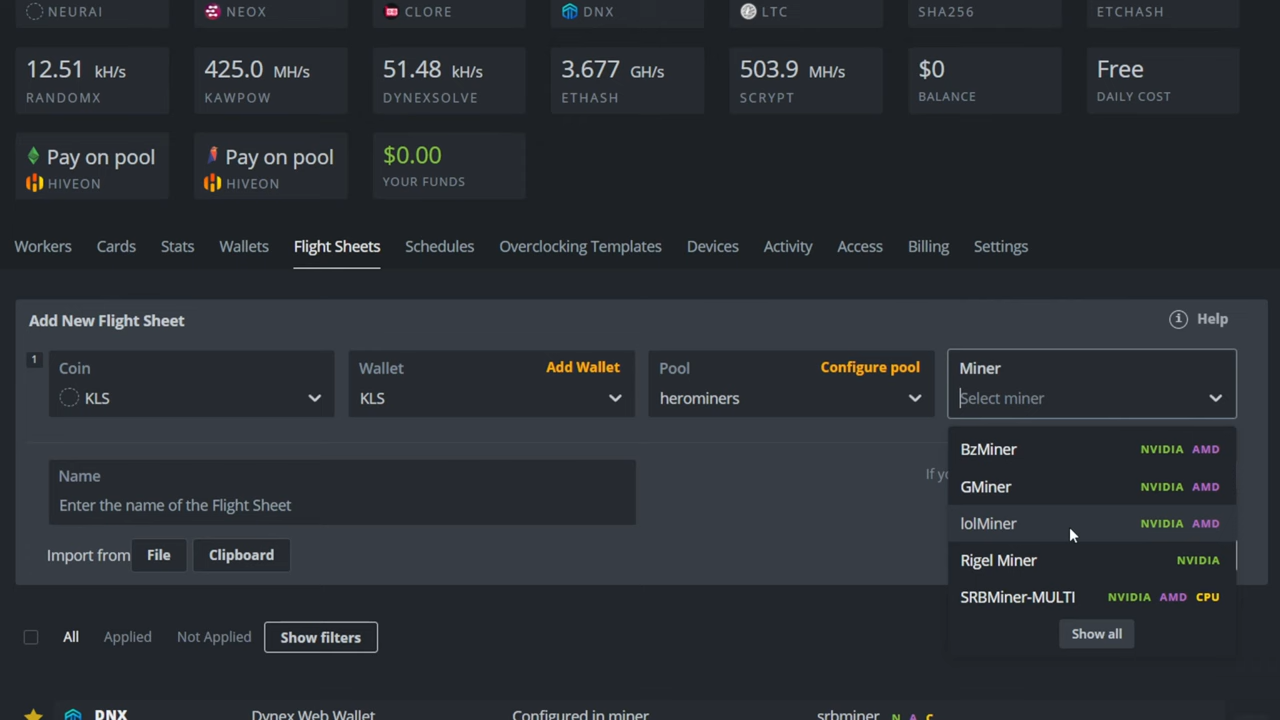 NEURAI NEOX CLORE DNX LTC SHA256 ETCHASH
12.51 kH/s 425.0 MH/s 51.48 kH/s 3.677 GH/s 503.9 MH/s $0 Free
RANDOMX KAWPOW DYNEXSOLVE ETHASH SCRYPT BALANCE DAILY COST
Pay on pool Pay on pool $0.00
HIVEON HIVEON YOUR FUNDS
Workers Cards Stats Wallets Flight Sheets Schedules Overclocking Templates Devices Activity Access Billing Settings
Add New Flight Sheet Help
1 Coin Wallet Add Wallet Pool Configure pool Miner
KLS KLS herominers Select miner
BzMiner NVIDIA AMD
Name If yo
GMiner NVIDIA AMD
Enter the name of the Flight Sheet
lolMiner NVIDIA AMD
Import from File Clipboard
Rigel Miner NVIDIA
SRBMiner-MULTI NVIDIA AMD CPU
All Applied Not Applied Show filters Show all
DNX Dynex Web Wallet Configured in miner srbminer N A C